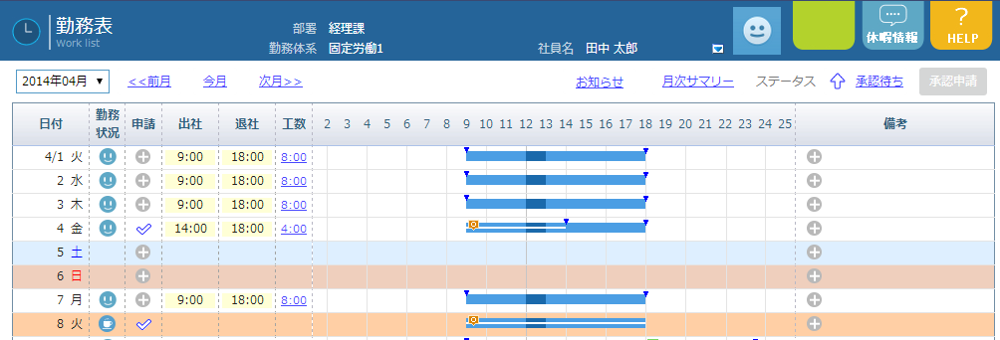 勤務表
Work list
部署 経理課
勤務体系 固定労働1
社員名 田中 太郎
休暇情報
?
HELP
2014年04月 ▼ <<前月 今月 次月>> お知らせ 月次サマリー ステータス 承認待ち 承認申請
日付 勤務状況 申請 出社 退社 工数 2 3 4 5 6 7 8 9 10 11 12 13 14 15 16 17 18 19 20 21 22 23 24 25 備考
4/1 火 9:00 18:00 8:00
2 水 9:00 18:00 8:00
3 木 9:00 18:00 8:00
4 金 14:00 18:00 4:00
5 土
6 日
7 月 9:00 18:00 8:00
8 火